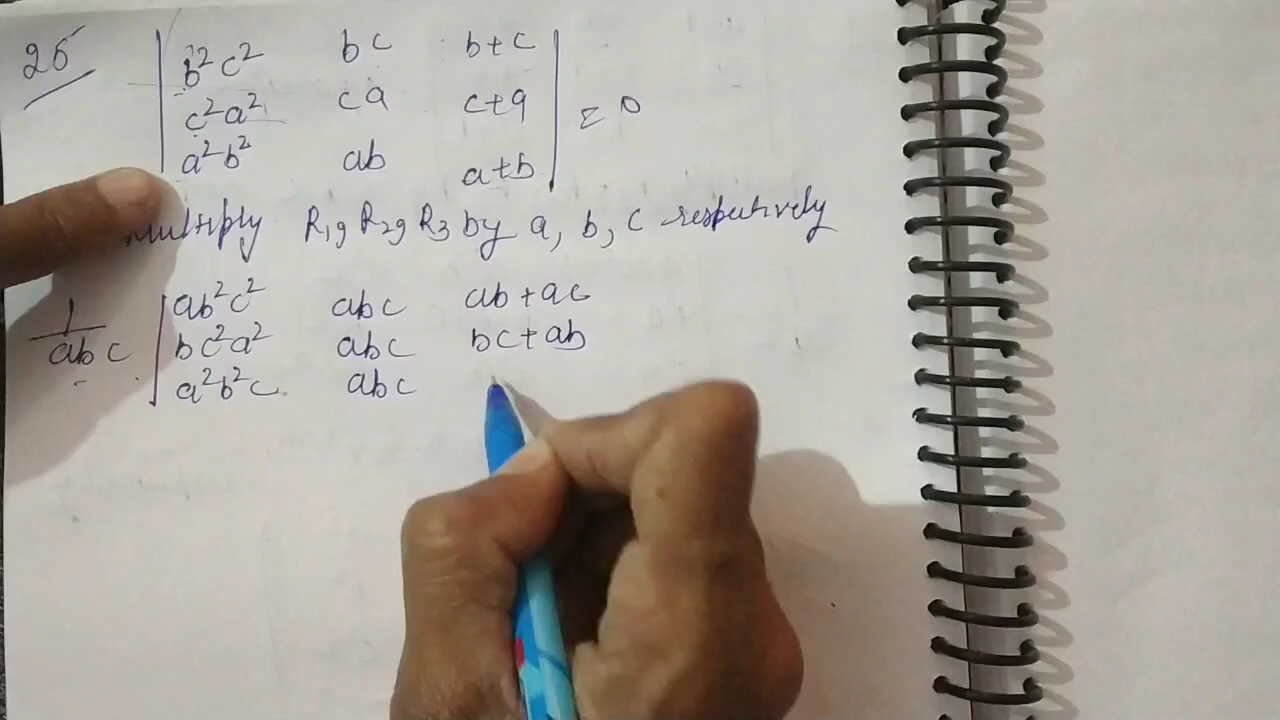 26
b²c² bc b+c
c²a² ca c+a = 0
a²b² ab a+b
Multiply R₁, R₂, R₃ by a, b, c respectively
1/abc
ab²c² abc ab+ac
bc²a² abc bc+ab
a²b²c abc